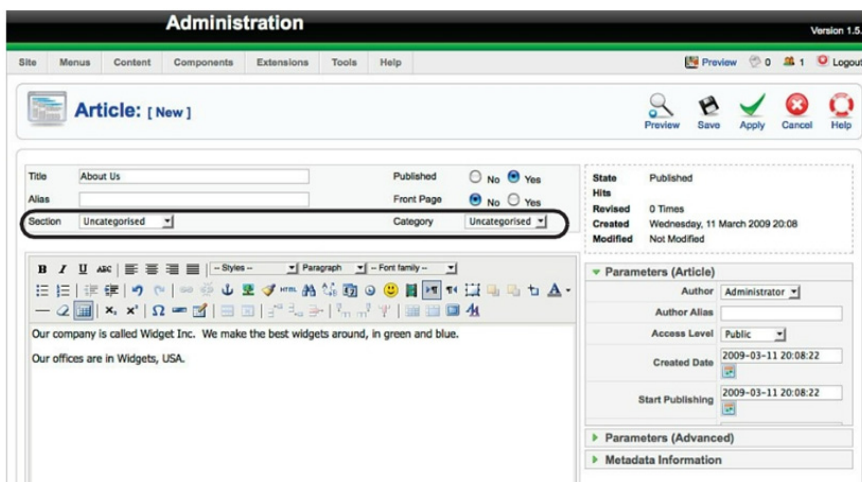 Administration
Version 1.5.
Site Menus Content Components Extensions Tools Help Preview 0 1 Logout
Article: [ New ]
Preview Save Apply Cancel Help
Title About Us Published No Yes
Alias Front Page No Yes
Section Uncategorised Category Uncategorised
State Published
Hits
Revised 0 Times
Created Wednesday, 11 March 2009 20:08
Modified Not Modified
B I U ABC -- Styles -- Paragraph -- Font family --
HTML
A
x, x' Ω
Our company is called Widget Inc. We make the best widgets around, in green and blue.
Our offices are in Widgets, USA.
Parameters (Article)
Author Administrator
Author Alias
Access Level Public
Created Date 2009-03-11 20:08:22
Start Publishing 2009-03-11 20:08:22
Parameters (Advanced)
Metadata Information